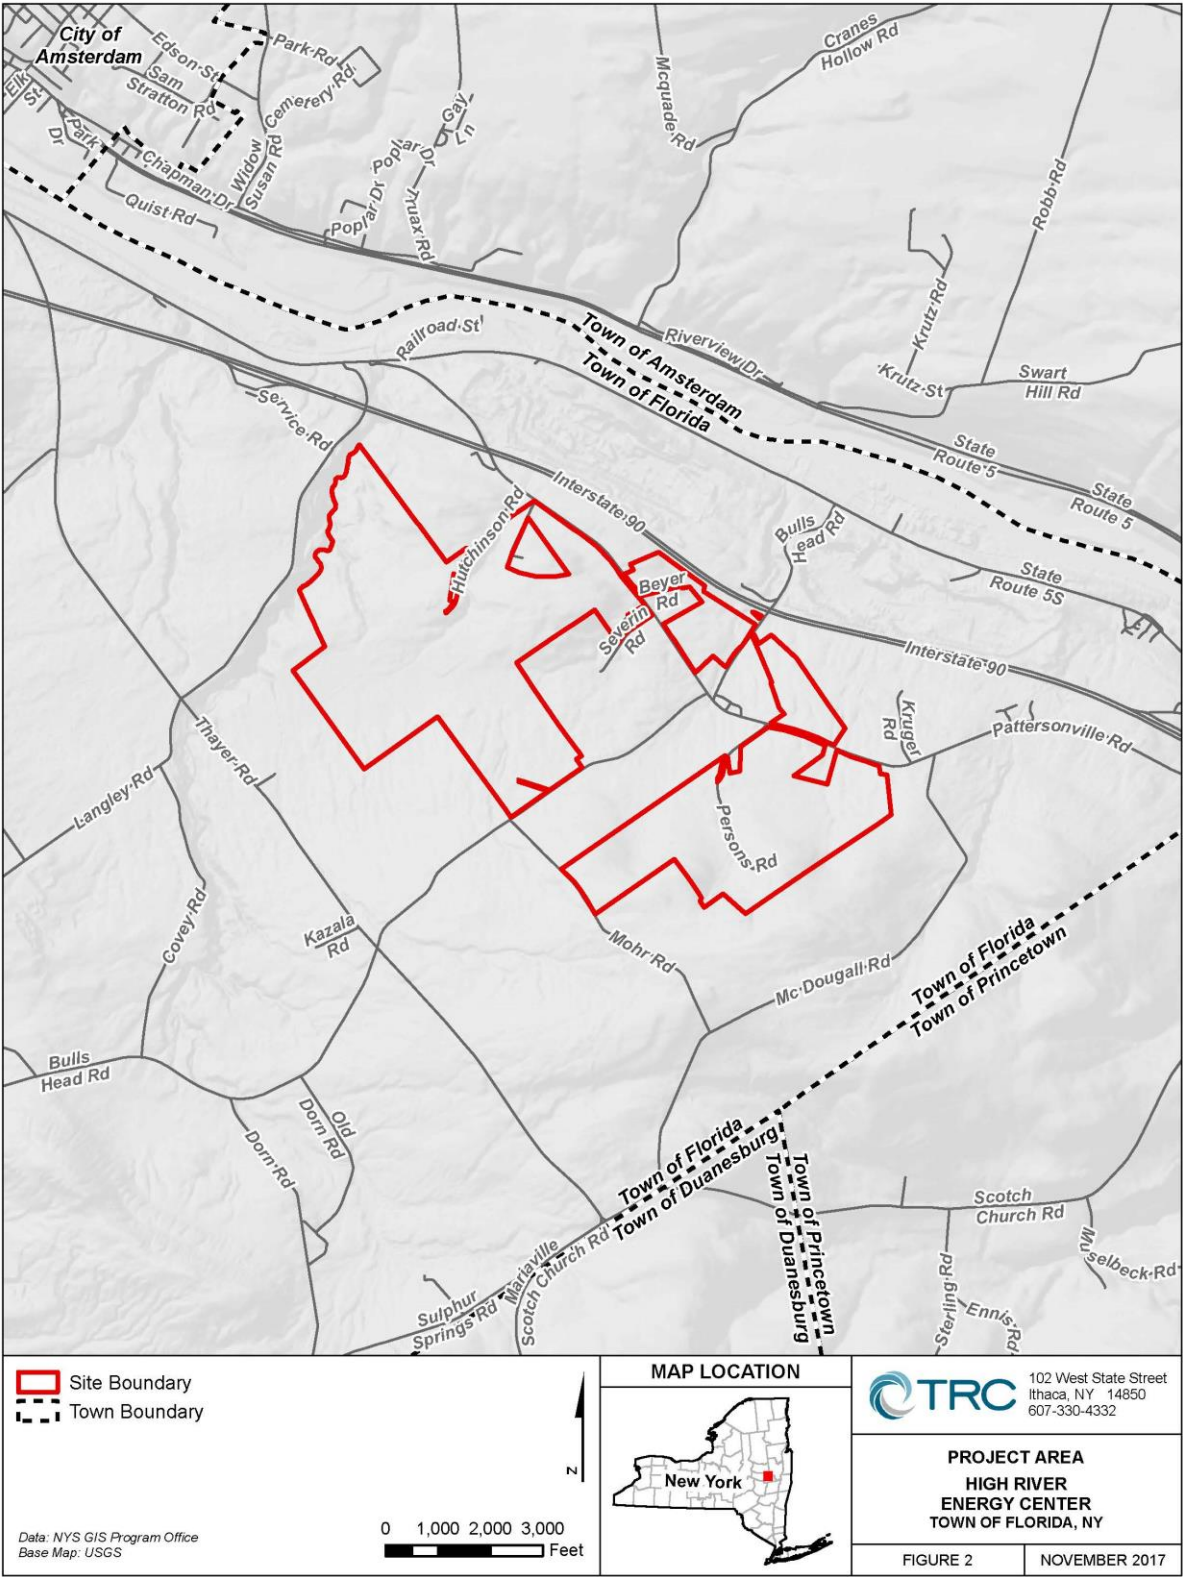 City of
Amsterdam
Edson St
Sam
Stratton Rd
Park Rd
Cemetery Rd
Elk
St
Park
Dr
Chapman Dr
Widow
Susan Rd
Quist Rd
Poplar Dr
Poplar Dr
Gay
Ln
Truax Rd
Mcquade Rd
Cranes
Hollow Rd
Robb Rd
Krutz Rd
Krutz St
Swart
Hill Rd
Railroad St
Riverview Dr
Town of Amsterdam
Town of Florida
State
Route 5
State
Route 5
Service Rd
Hutchinson Rd
Interstate 90
Bulls
Head Rd
State
Route 5S
Beyer
Rd
Severin
Rd
Interstate 90
Kruger
Rd
Pattersonville Rd
Thayer Rd
Langley Rd
Persons Rd
Covey Rd
Kazala
Rd
Mohr Rd
Mc Dougall Rd
Town of Florida
Town of Princetown
Bulls
Head Rd
Old
Dorn Rd
Dorn Rd
Town of Florida
Town of Duanesburg
Town of Princetown
Town of Duanesburg
Scotch
Church Rd
Muselbeck Rd
Sterling Rd
Ennis Rd
Mariaville
Scotch Church Rd
Sulphur
Springs Rd
Site Boundary
Town Boundary
Z
Data: NYS GIS Program Office
Base Map: USGS
0 1,000 2,000 3,000
Feet
MAP LOCATION
New York
TRC
102 West State Street
Ithaca, NY 14850
607-330-4332
PROJECT AREA
HIGH RIVER
ENERGY CENTER
TOWN OF FLORIDA, NY
FIGURE 2
NOVEMBER 2017